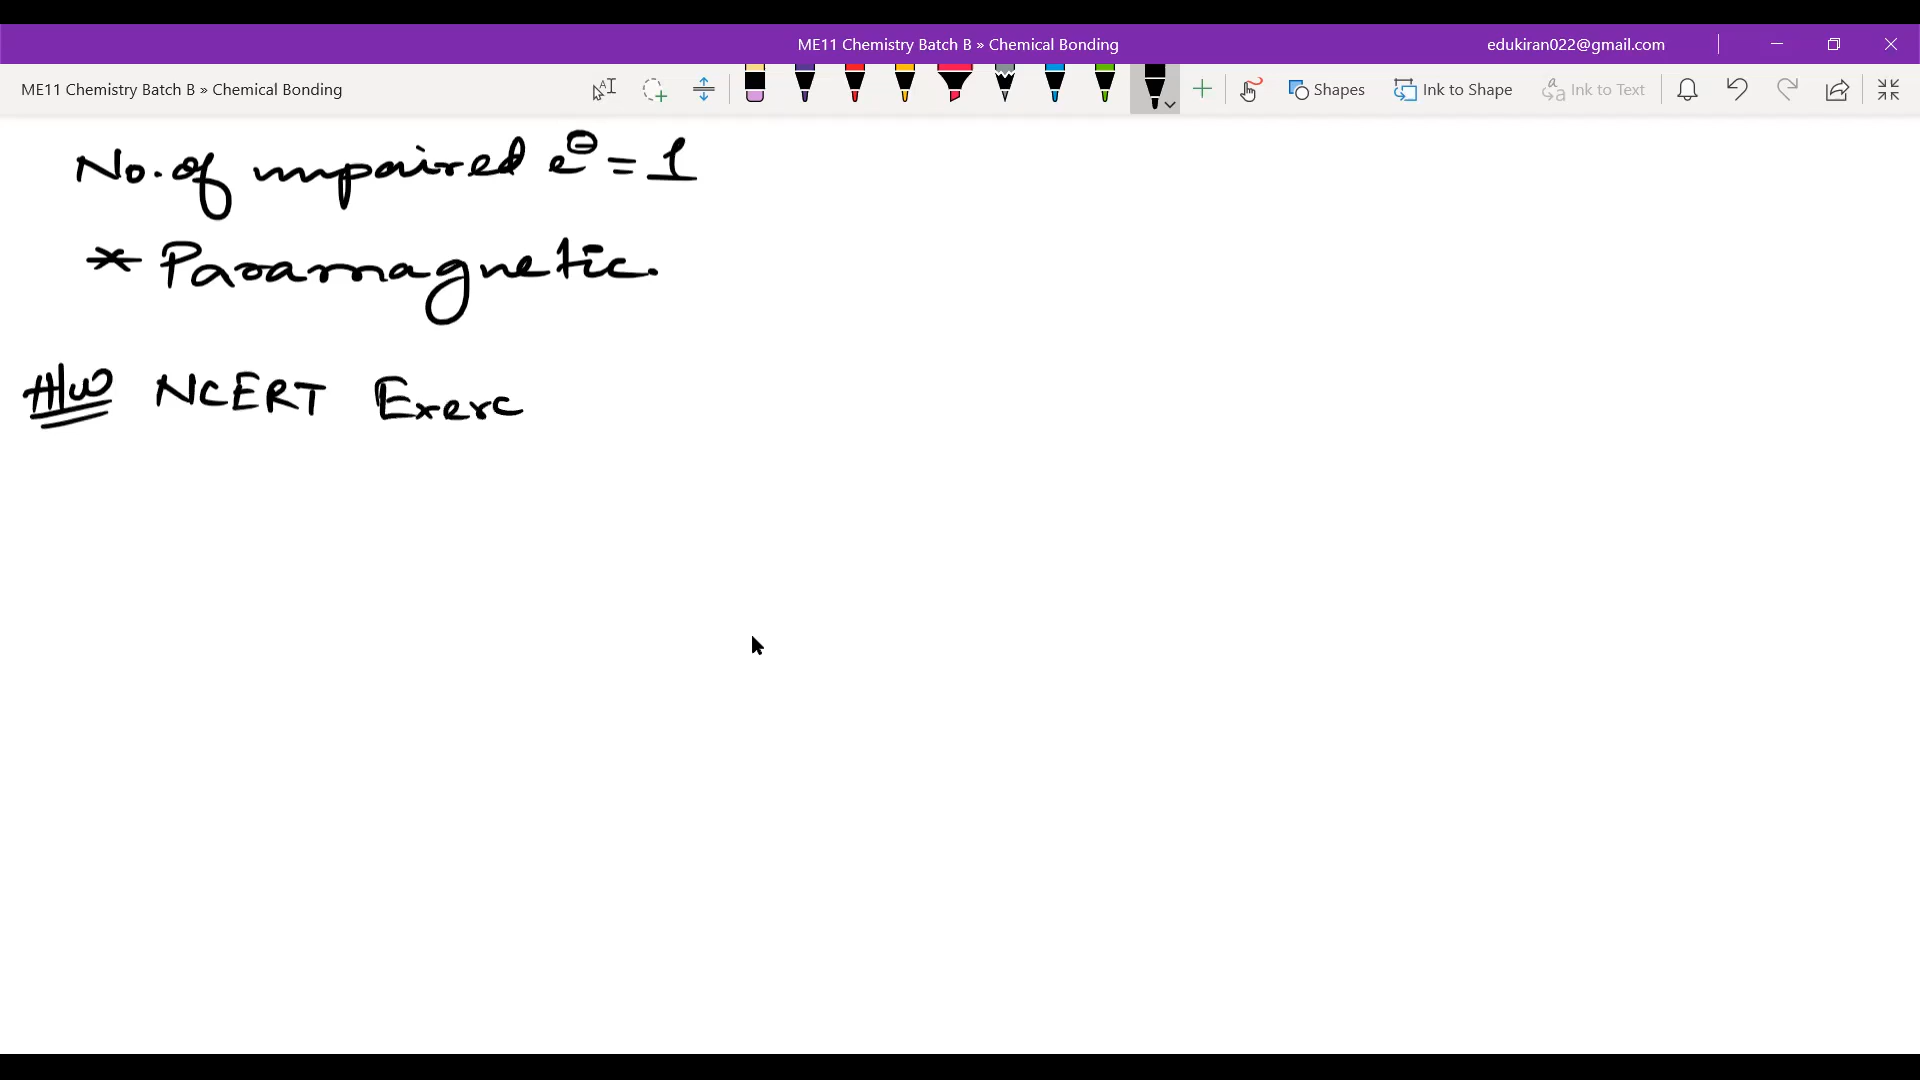 ME11 Chemistry Batch B » Chemical Bonding
edukiran022@gmail.com
ME11 Chemistry Batch B » Chemical Bonding
Shapes
Ink to Shape
Ink to Text
No. of unpaired e⊖ = 1
* Paramagnetic.
H/W NCERT Exerc